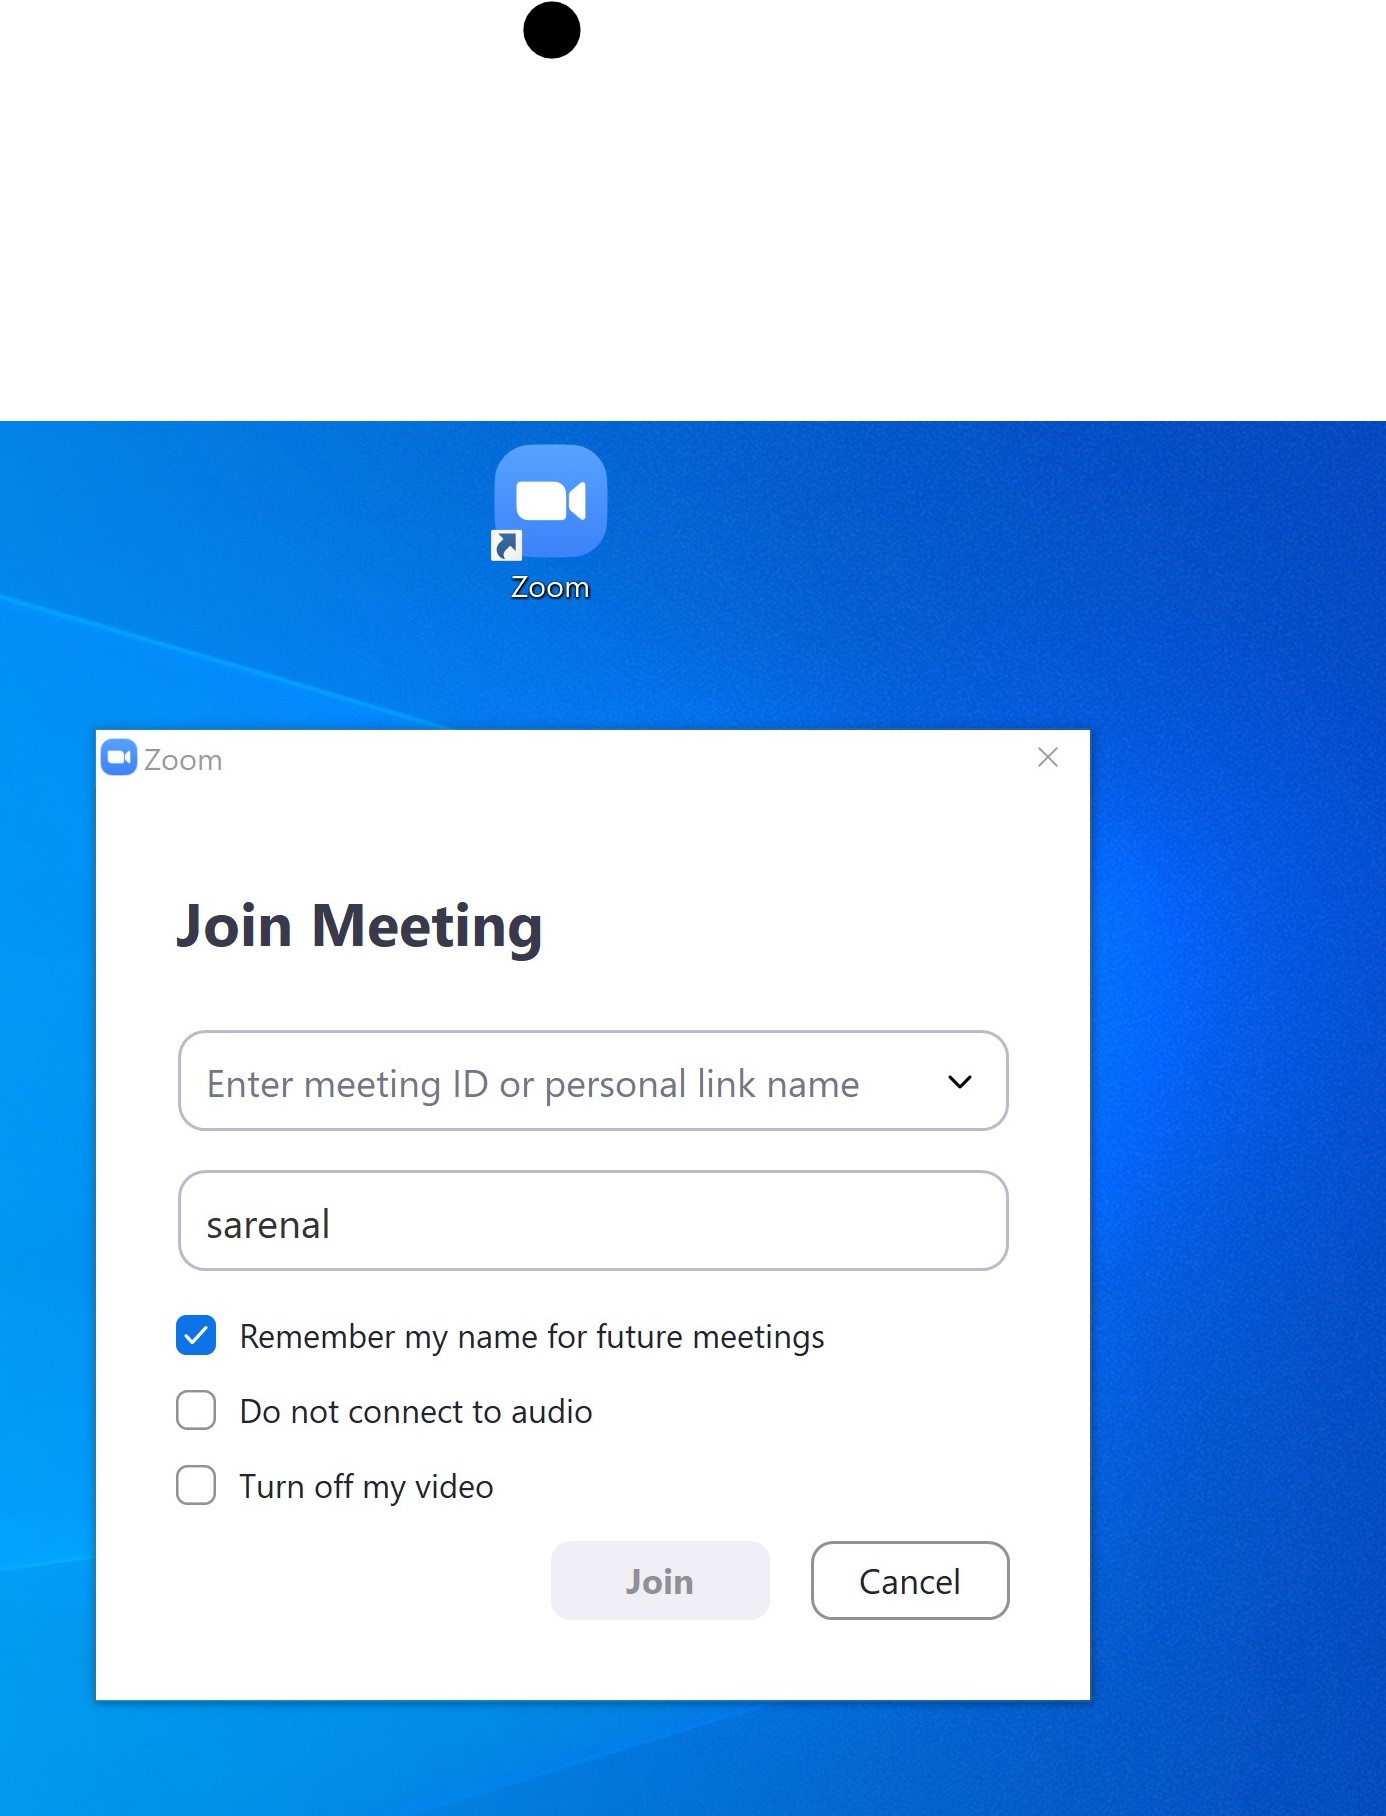 Zoom
Zoom
Join Meeting
Enter meeting ID or personal link name
sarenal
Remember my name for future meetings
Do not connect to audio
Turn off my video
Join
Cancel